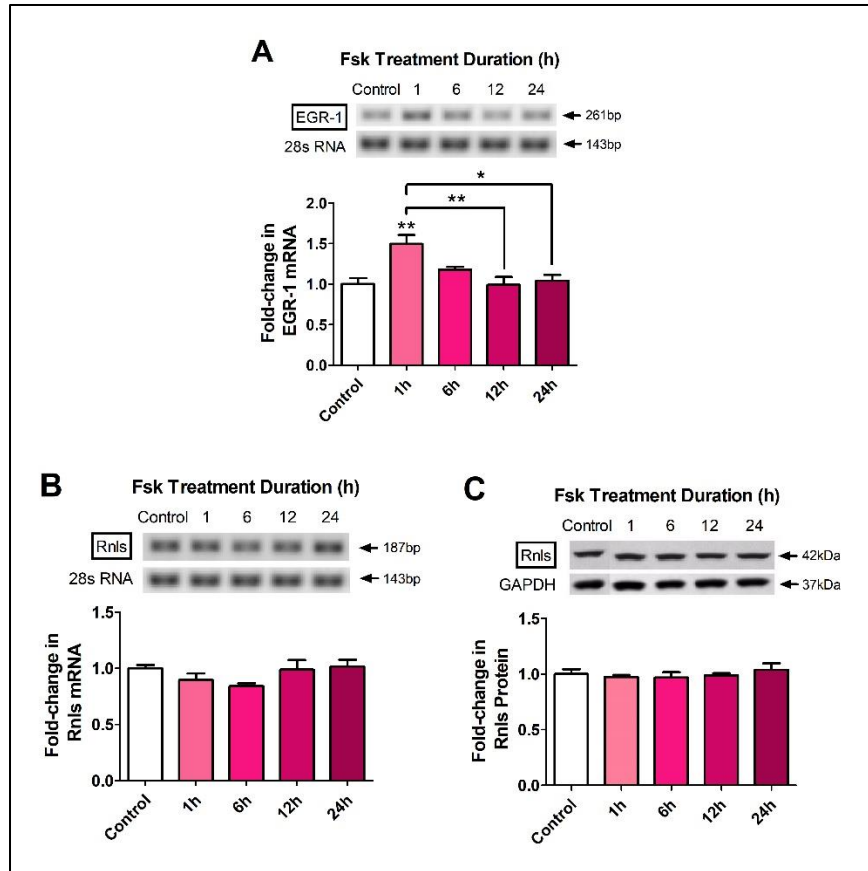 A
Fsk Treatment Duration (h)
Control 1 6 12 24
EGR-1
261bp
28s RNA
143bp
*
**
**
Fold-change in
EGR-1 mRNA
2.0
1.5
1.0
0.5
0.0
Control
1h
6h
12h
24h
B
Fsk Treatment Duration (h)
Control 1 6 12 24
Rnls
187bp
28s RNA
143bp
Fold-change in
Rnls mRNA
1.5
1.0
0.5
0.0
Control
1h
6h
12h
24h
C
Fsk Treatment Duration (h)
Control 1 6 12 24
Rnls
42kDa
GAPDH
37kDa
Fold-change in
Rnls Protein
1.5
1.0
0.5
0.0
Control
1h
6h
12h
24h